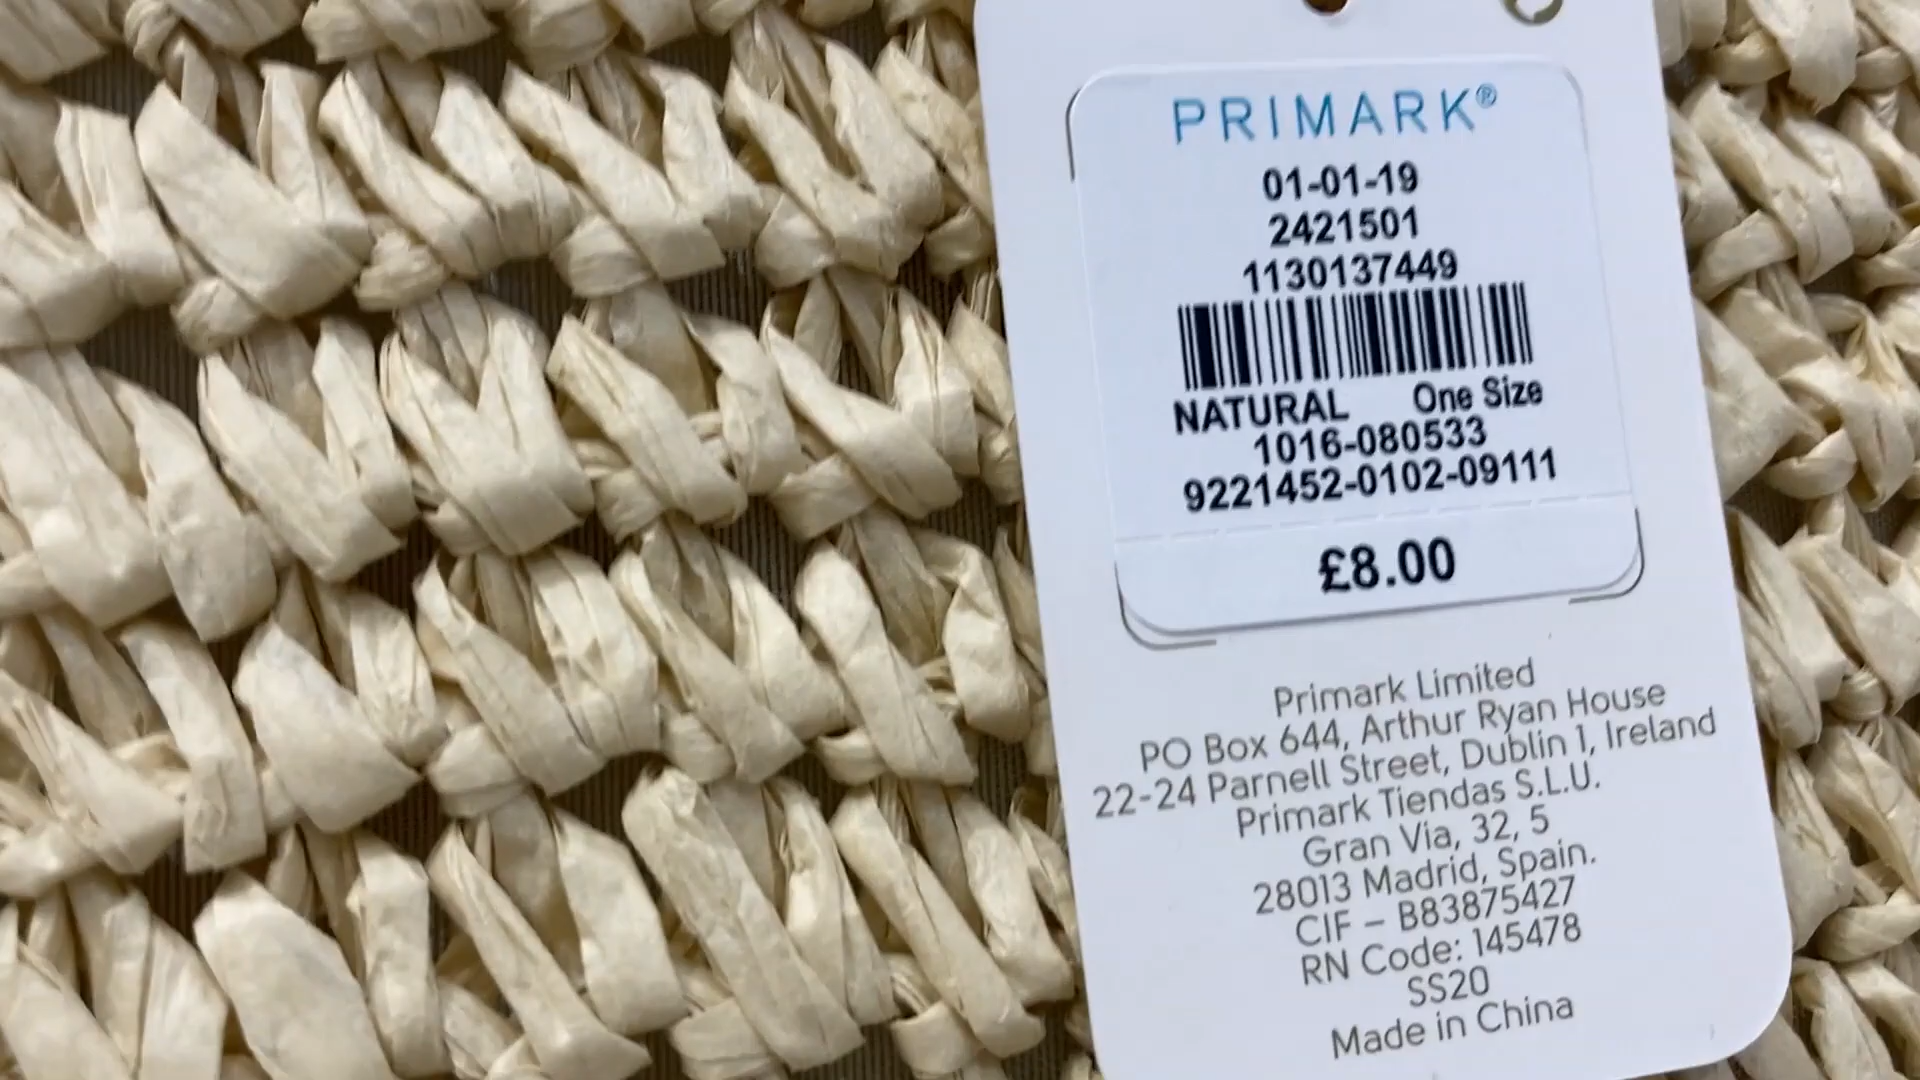 PRIMARK®
01-01-19
2421501
1130137449
NATURAL One Size
1016-080533
9221452-0102-09111
£8.00
Primark Limited
PO Box 644, Arthur Ryan House
22-24 Parnell Street, Dublin 1, Ireland
Primark Tiendas S.L.U.
Gran Via, 32, 5
28013 Madrid, Spain.
CIF – B83875427
RN Code: 145478
SS20
Made in China